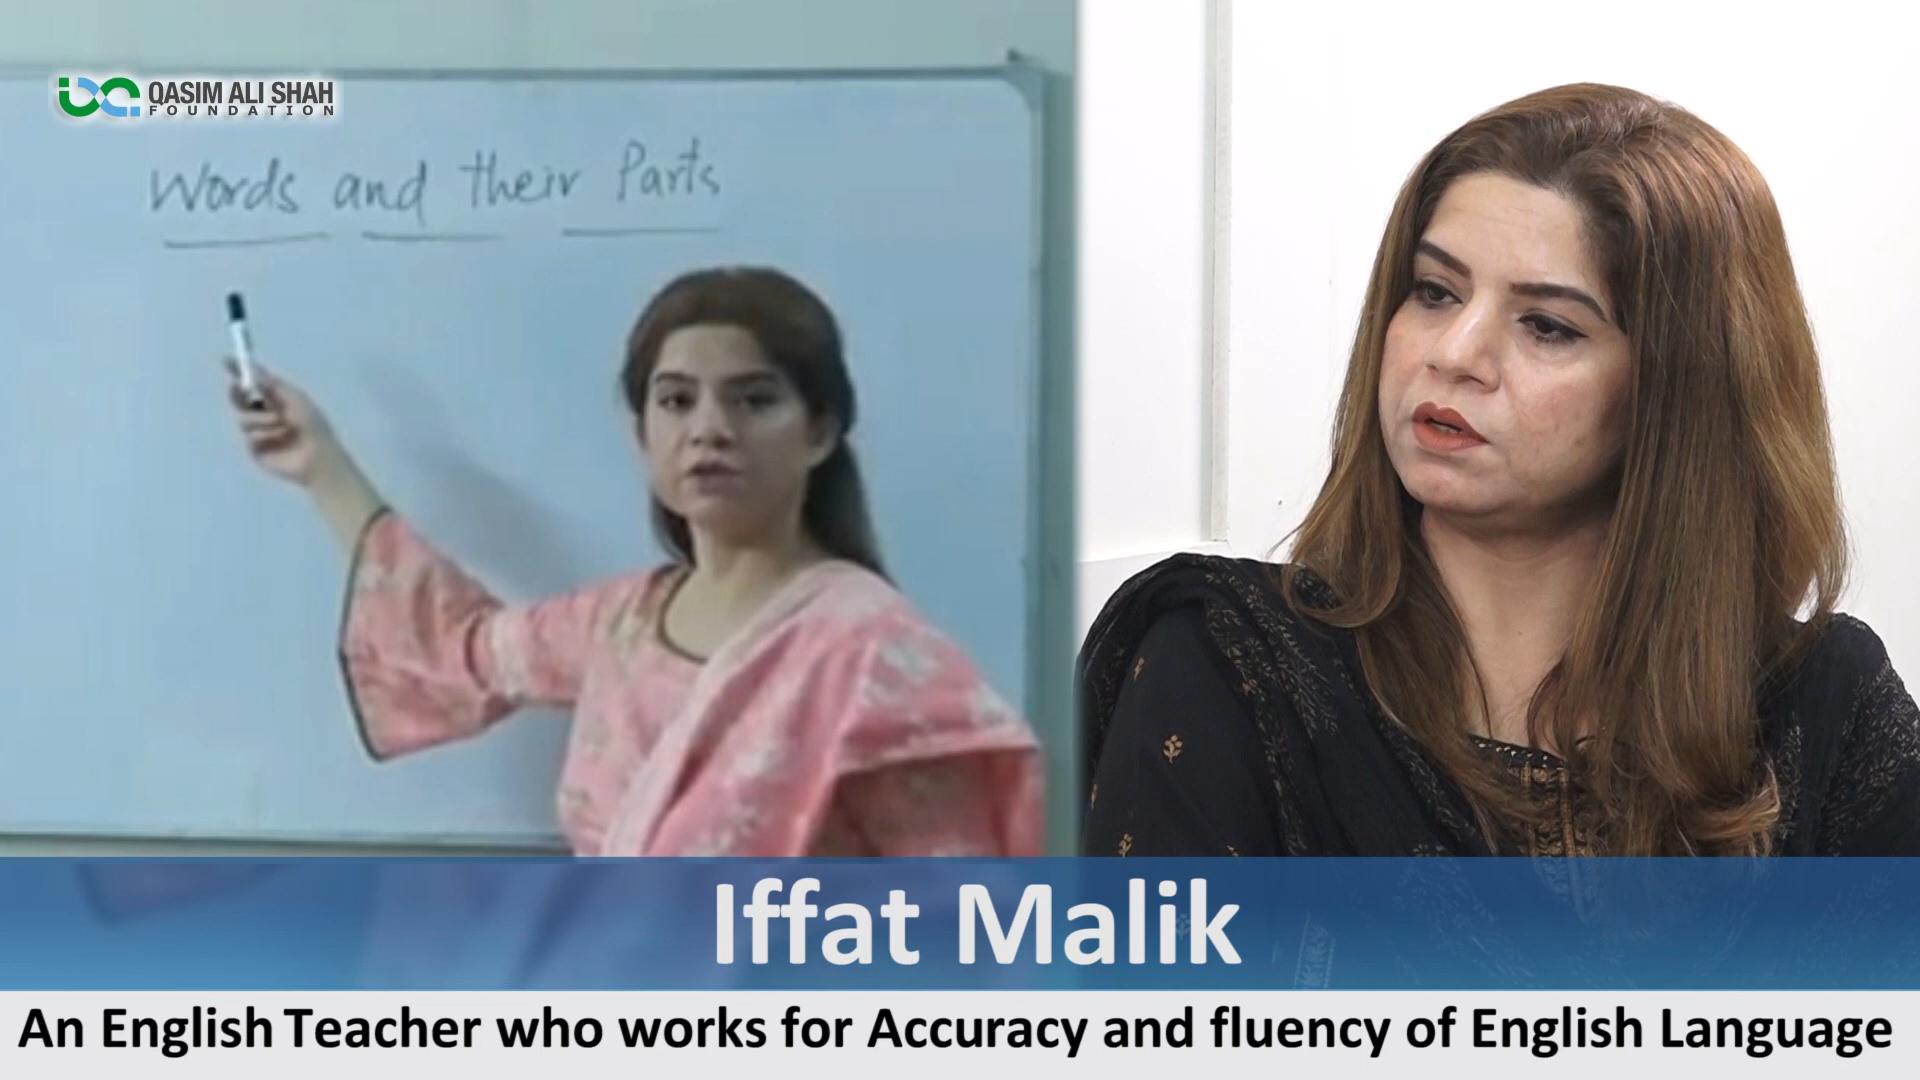 QASIM ALI SHAH
FOUNDATION
Words and their Parts
Iffat Malik
An English Teacher who works for Accuracy and fluency of English Language